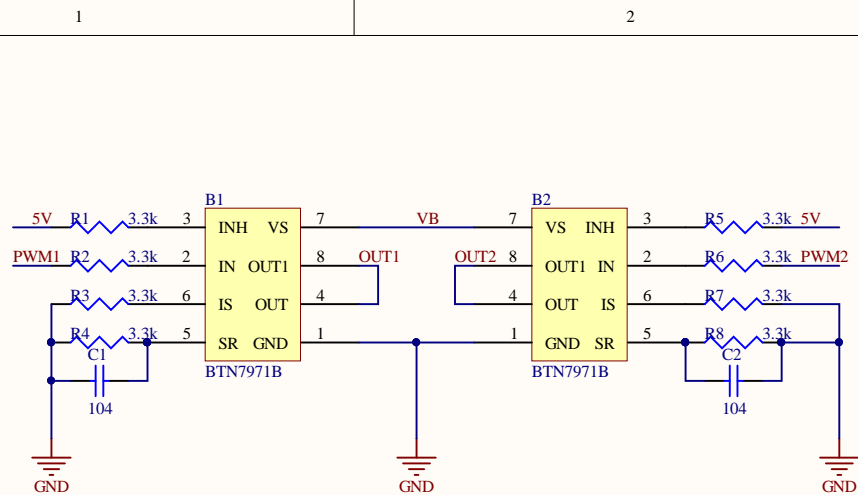 1 2
B1 B2
5V R1 3.3k 3 INH VS 7 VB 7 VS INH 3 R5 3.3k 5V
PWM1 R2 3.3k 2 IN OUT1 8 OUT1 OUT2 8 OUT1 IN 2 R6 3.3k PWM2
R3 3.3k 6 IS OUT 4 4 OUT IS 6 R7 3.3k
R4 3.3k 5 SR GND 1 1 GND SR 5 R8 3.3k
C1 C2
BTN7971B BTN7971B
104 104
GND GND GND